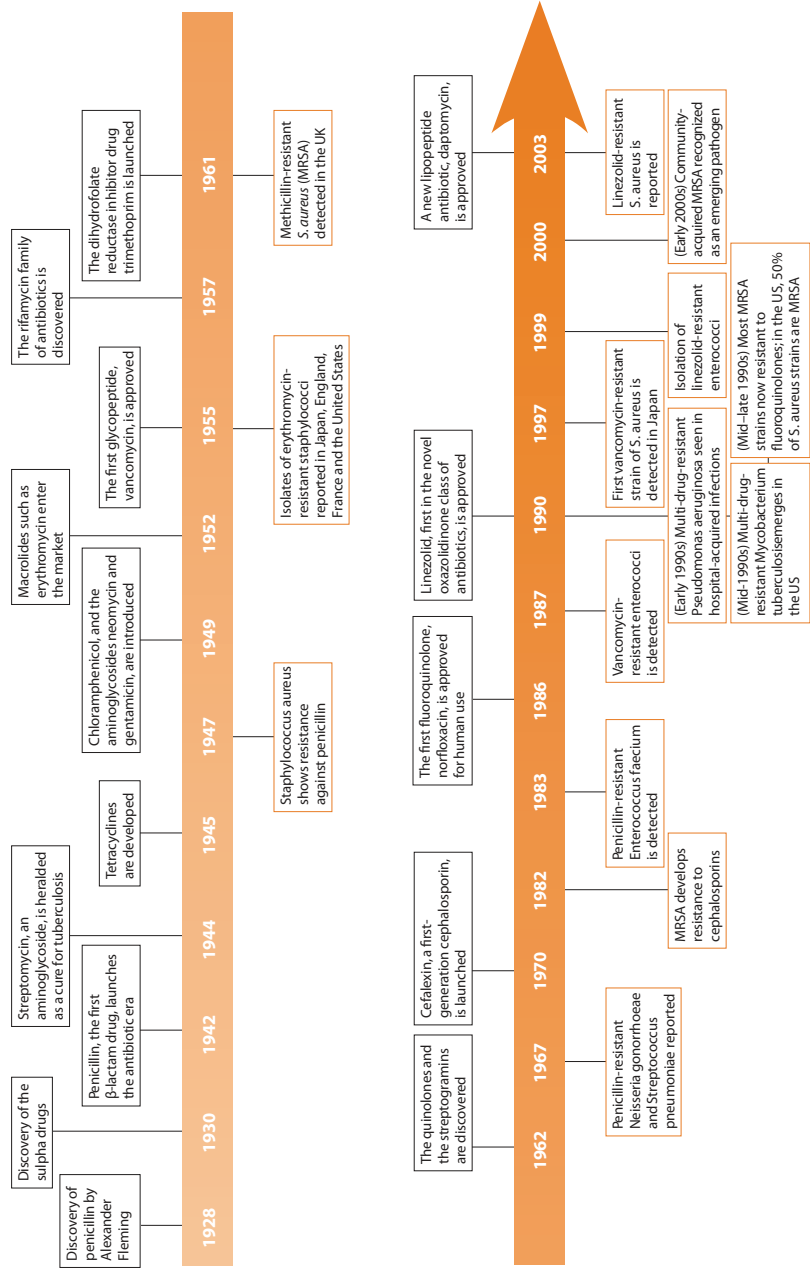 Discovery of
penicillin by
Alexander
Fleming
1928
Discovery of the
sulpha drugs
1930
Penicillin, the first
β-lactam drug, launches
the antibiotic era
1942
Streptomycin, an
aminoglycoside, is heralded
as a cure for tuberculosis
1944
Tetracyclines
are developed
1945
1947
Staphylococcus aureus
shows resistance
against penicillin
Chloramphenicol, and the
aminoglycosides neomycin and
gentamicin, are introduced
1949
Macrolides such as
erythromycin enter
the market
1952
The first glycopeptide,
vancomycin, is approved
1955
Isolates of erythromycin-
resistant staphylococci
reported in Japan, England,
France and the United States
The rifamycin family
of antibiotics is
discovered
1957
The dihydrofolate
reductase inhibitor drug
trimethoprim is launched
1961
Methicillin-resistant
S. aureus (MRSA)
detected in the UK
The quinolones and
the streptogramins
are discovered
1962
1967
Penicillin-resistant
Neisseria gonorrhoeae
and Streptococcus
pneumoniae reported
Cefalexin, a first-
generation cephalosporin,
is launched
1970
1982
MRSA develops
resistance to
cephalosporins
1983
Penicillin-resistant
Enterococcus faecium
is detected
The first fluoroquinolone,
norfloxacin, is approved
for human use
1986
1987
Vancomycin-
resistant enterococci
is detected
Linezolid, first in the novel
oxazolidinone class of
antibiotics, is approved
1990
(Early 1990s) Multi-drug-resistant
Pseudomonas aeruginosa seen in
hospital-acquired infections
(Mid-1990s) Multi-drug-
resistant Mycobacterium
tuberculosisemerges in
the US
1997
First vancomycin-resistant
strain of S. aureus is
detected in Japan
(Mid–late 1990s) Most MRSA
strains now resistant to
fluoroquinolones; in the US, 50%
of S. aureus strains are MRSA
1999
Isolation of
linezolid-resistant
enterococci
2000
(Early 2000s) Community-
acquired MRSA recognized
as an emerging pathogen
A new lipopeptide
antibiotic, daptomycin,
is approved
2003
Linezolid-resistant
S. aureus is
reported